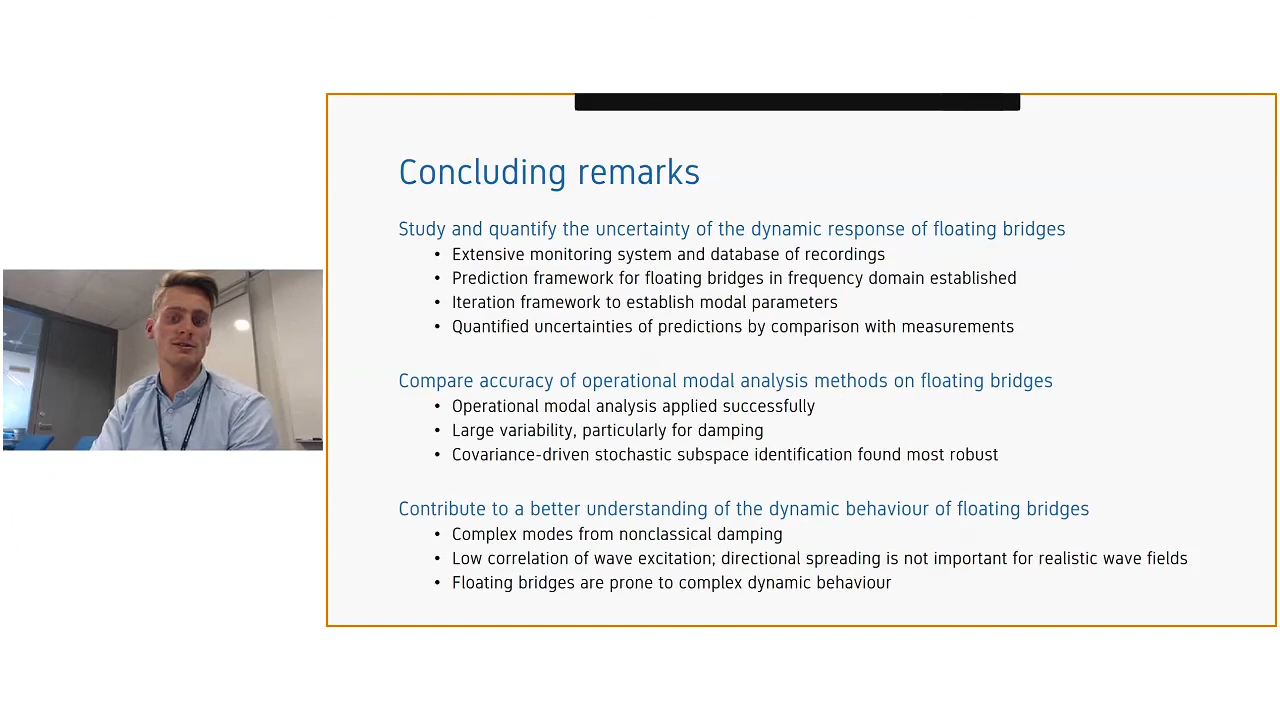 Concluding remarks
Study and quantify the uncertainty of the dynamic response of floating bridges
• Extensive monitoring system and database of recordings
• Prediction framework for floating bridges in frequency domain established
• Iteration framework to establish modal parameters
• Quantified uncertainties of predictions by comparison with measurements
Compare accuracy of operational modal analysis methods on floating bridges
• Operational modal analysis applied successfully
• Large variability, particularly for damping
• Covariance-driven stochastic subspace identification found most robust
Contribute to a better understanding of the dynamic behaviour of floating bridges
• Complex modes from nonclassical damping
• Low correlation of wave excitation; directional spreading is not important for realistic wave fields
• Floating bridges are prone to complex dynamic behaviour